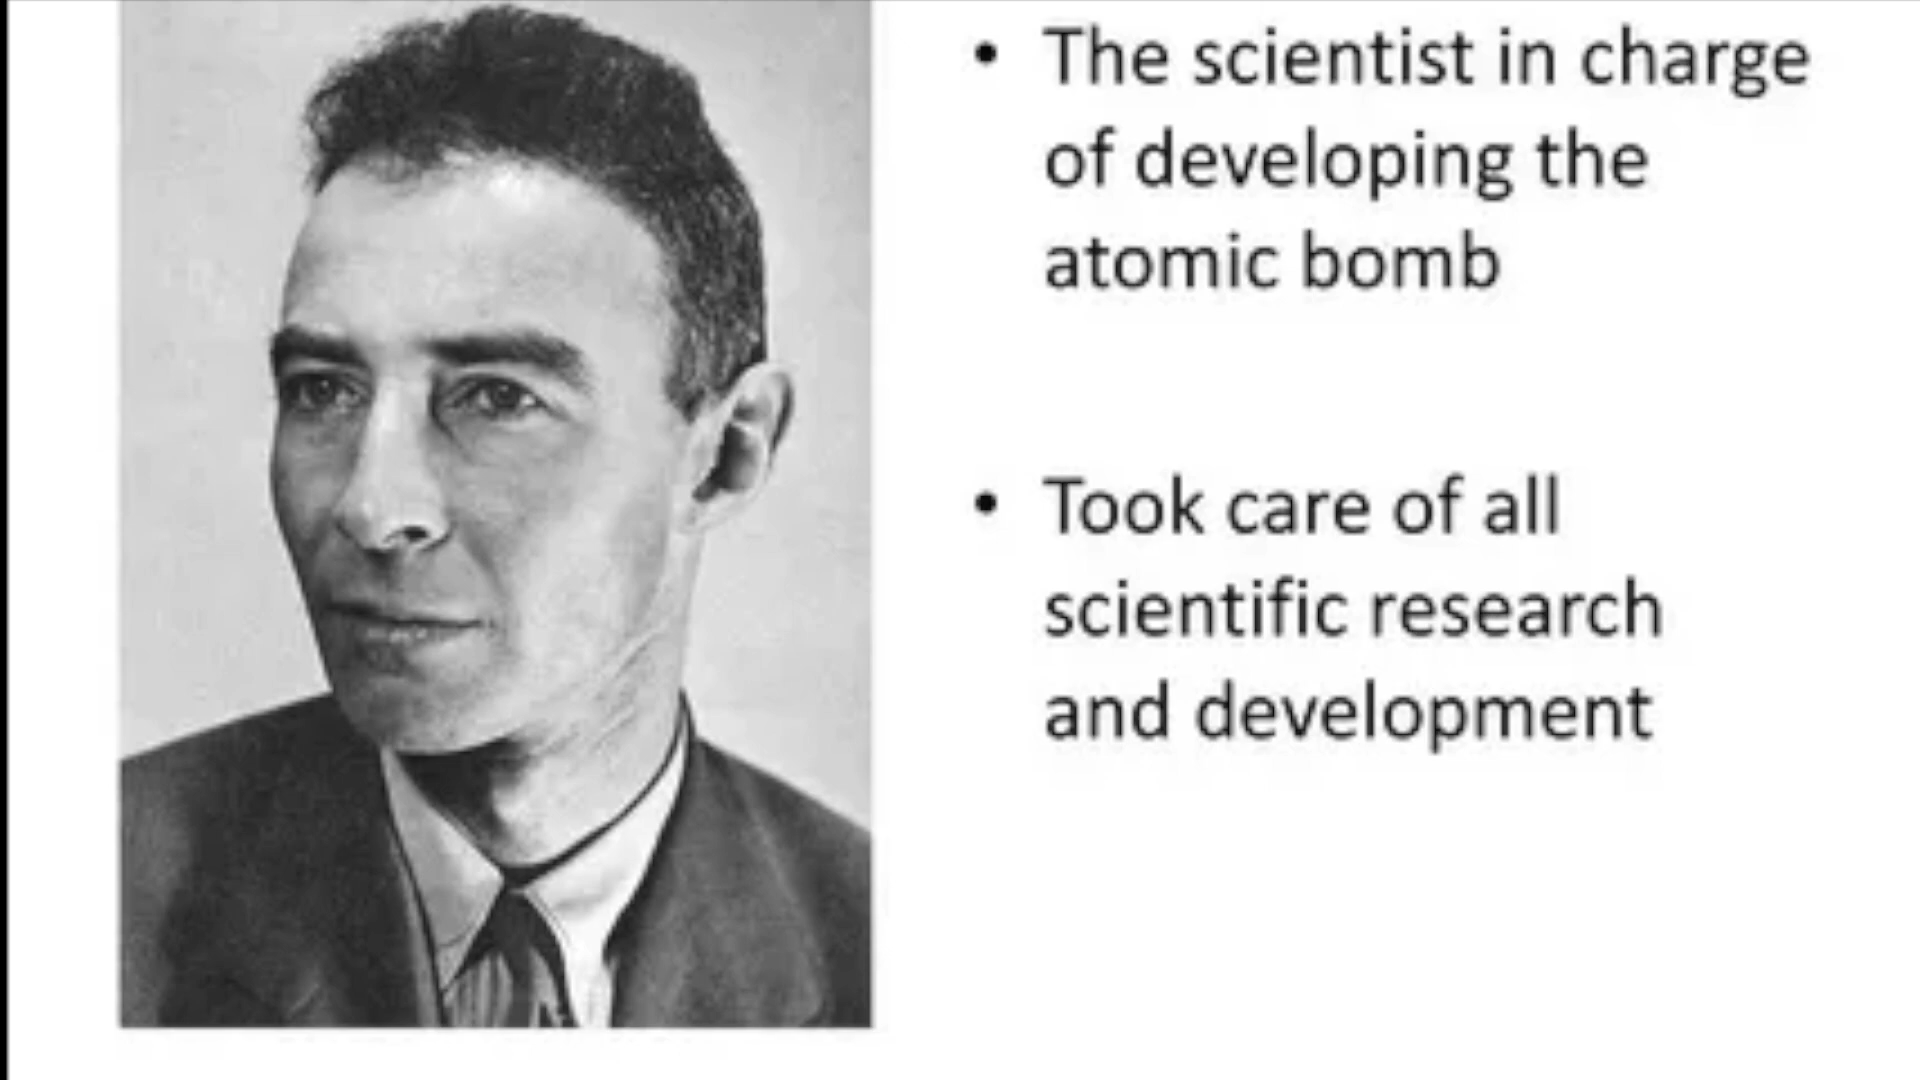 • The scientist in charge
of developing the
atomic bomb
• Took care of all
scientific research
and development